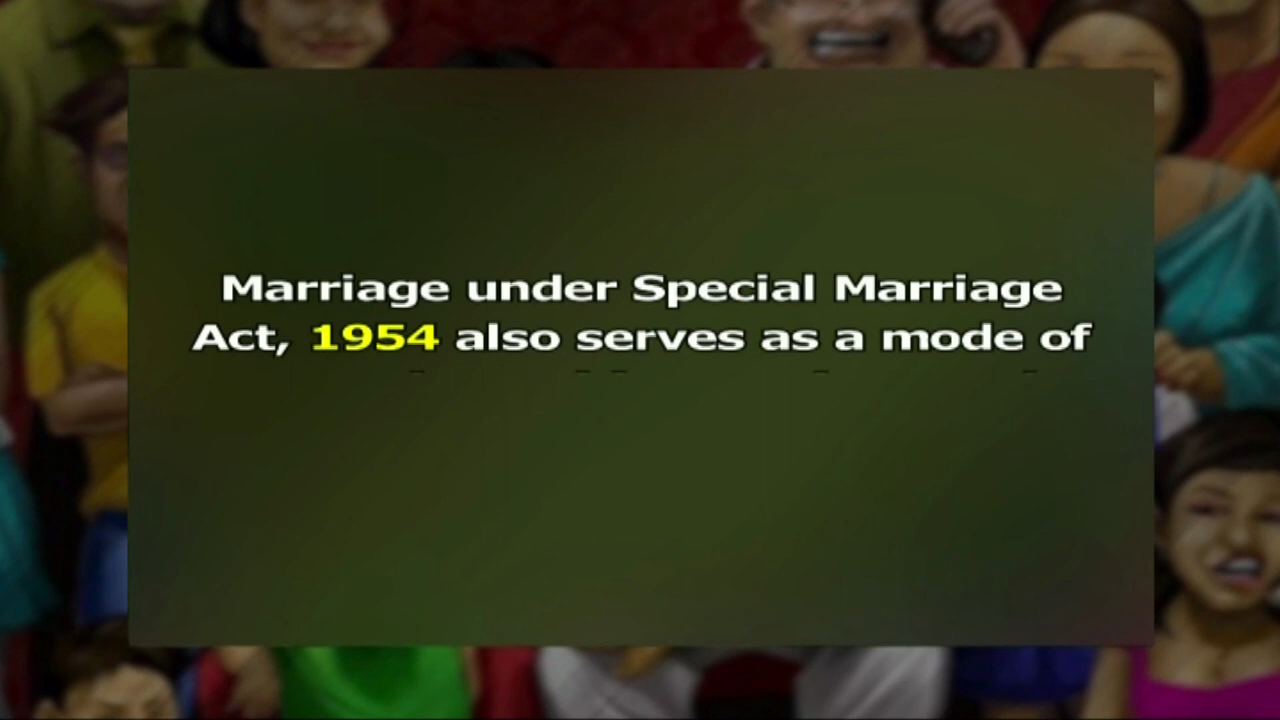 Marriage under Special Marriage
Act, 1954 also serves as a mode of